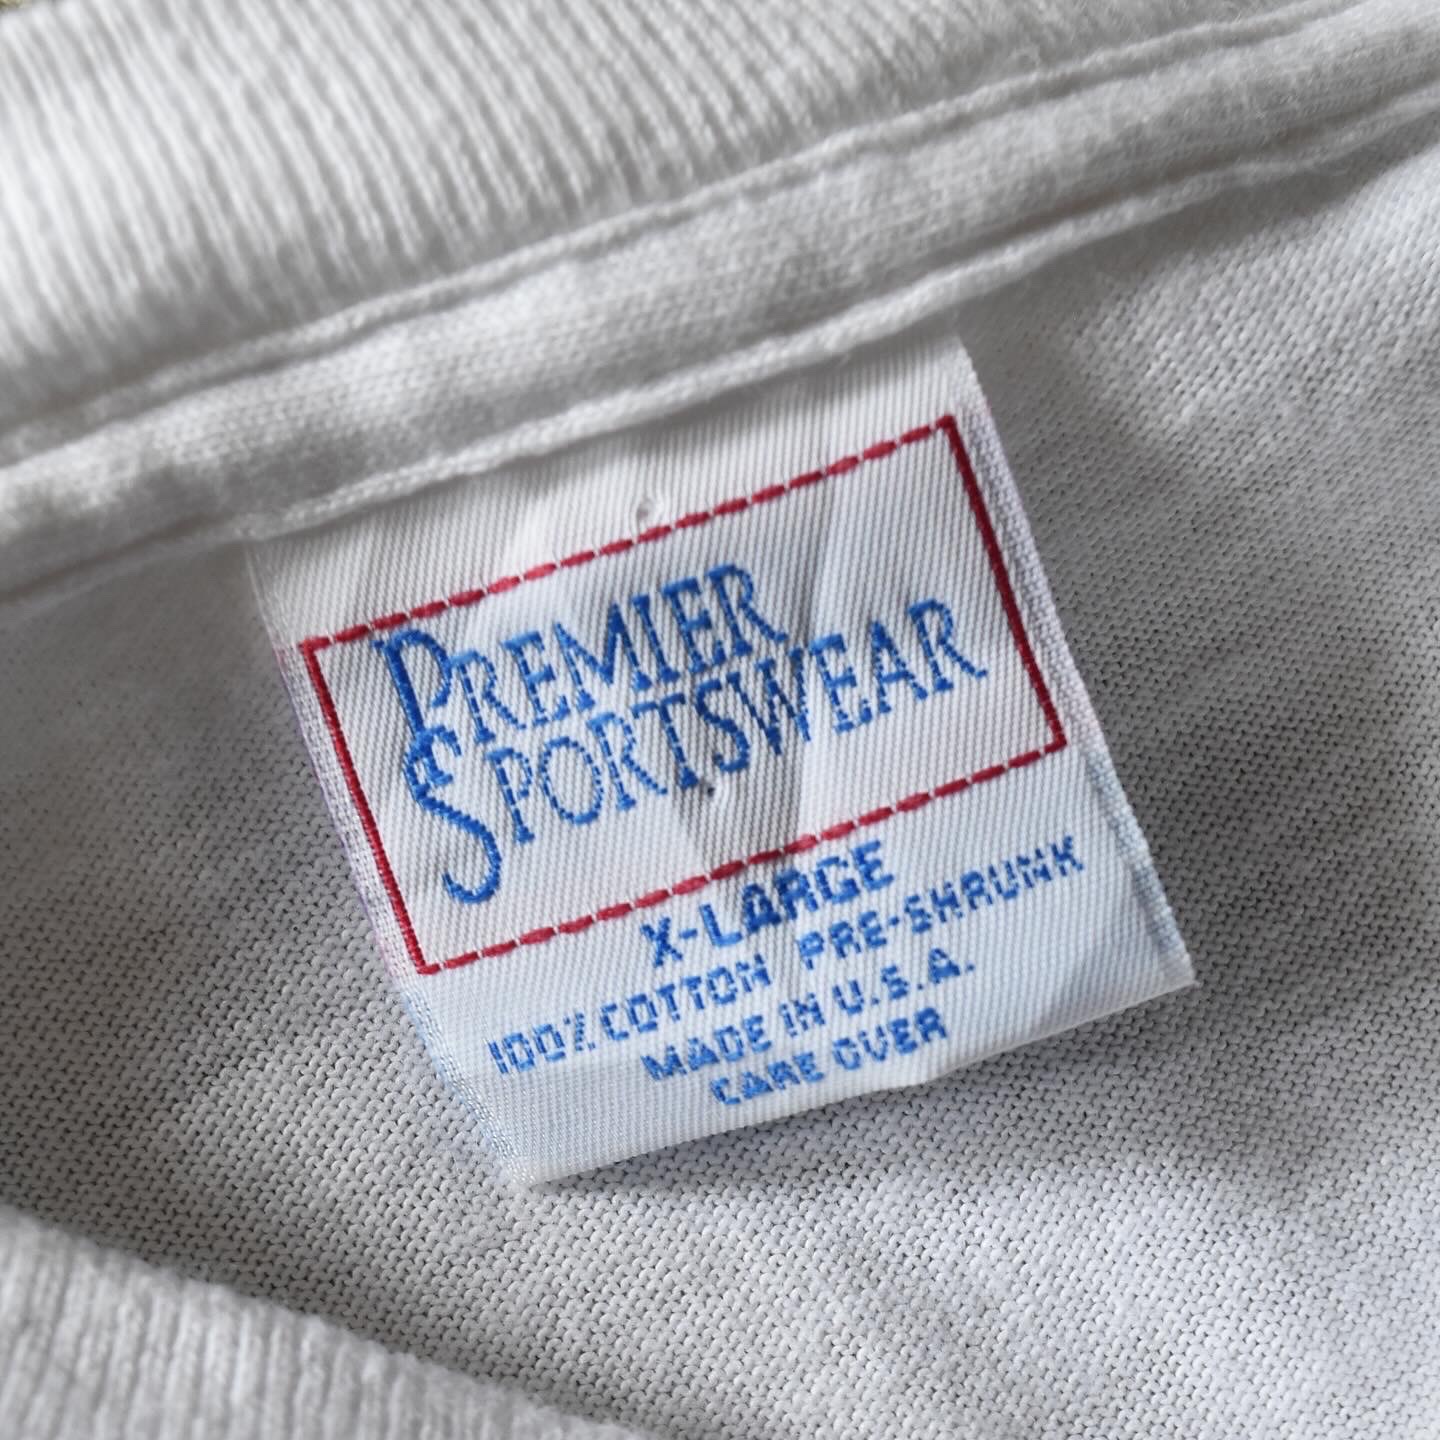 PREMIER
SPORTSWEAR
X-LARGE
100% COTTON PRE-SHRUNK
MADE IN U.S.A.
CARE OVER